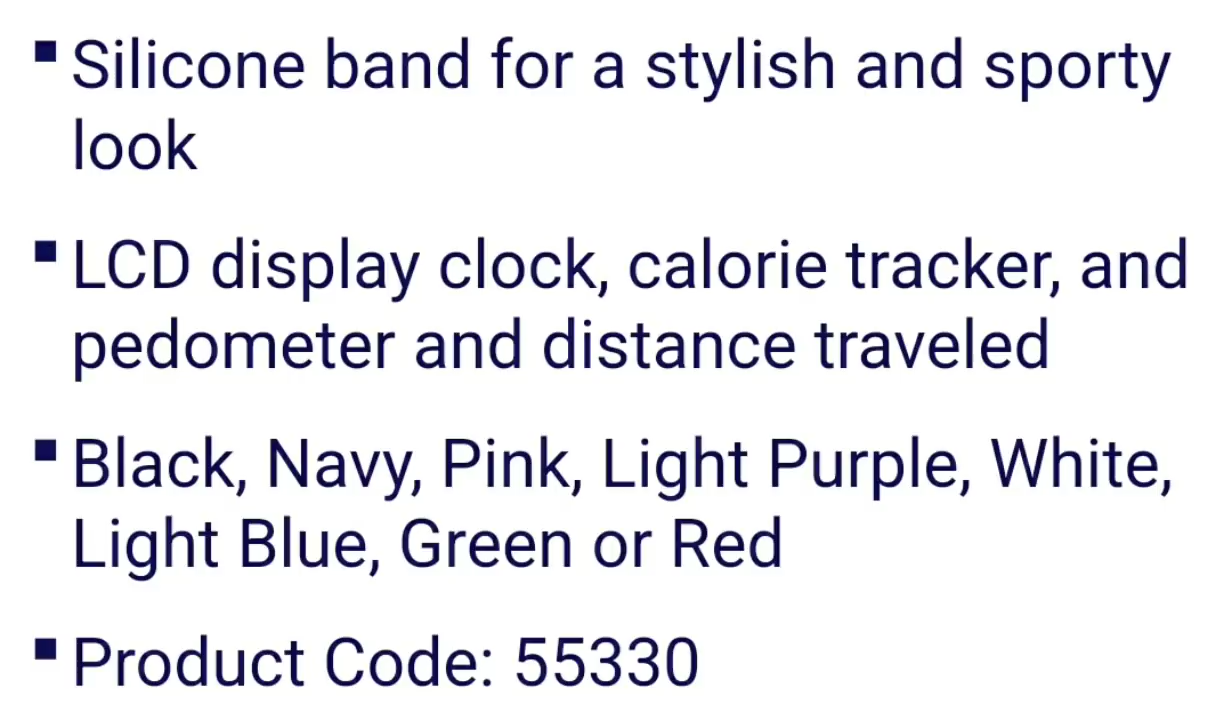 ▪ Silicone band for a stylish and sporty
look
▪ LCD display clock, calorie tracker, and
pedometer and distance traveled
▪ Black, Navy, Pink, Light Purple, White,
Light Blue, Green or Red
▪ Product Code: 55330